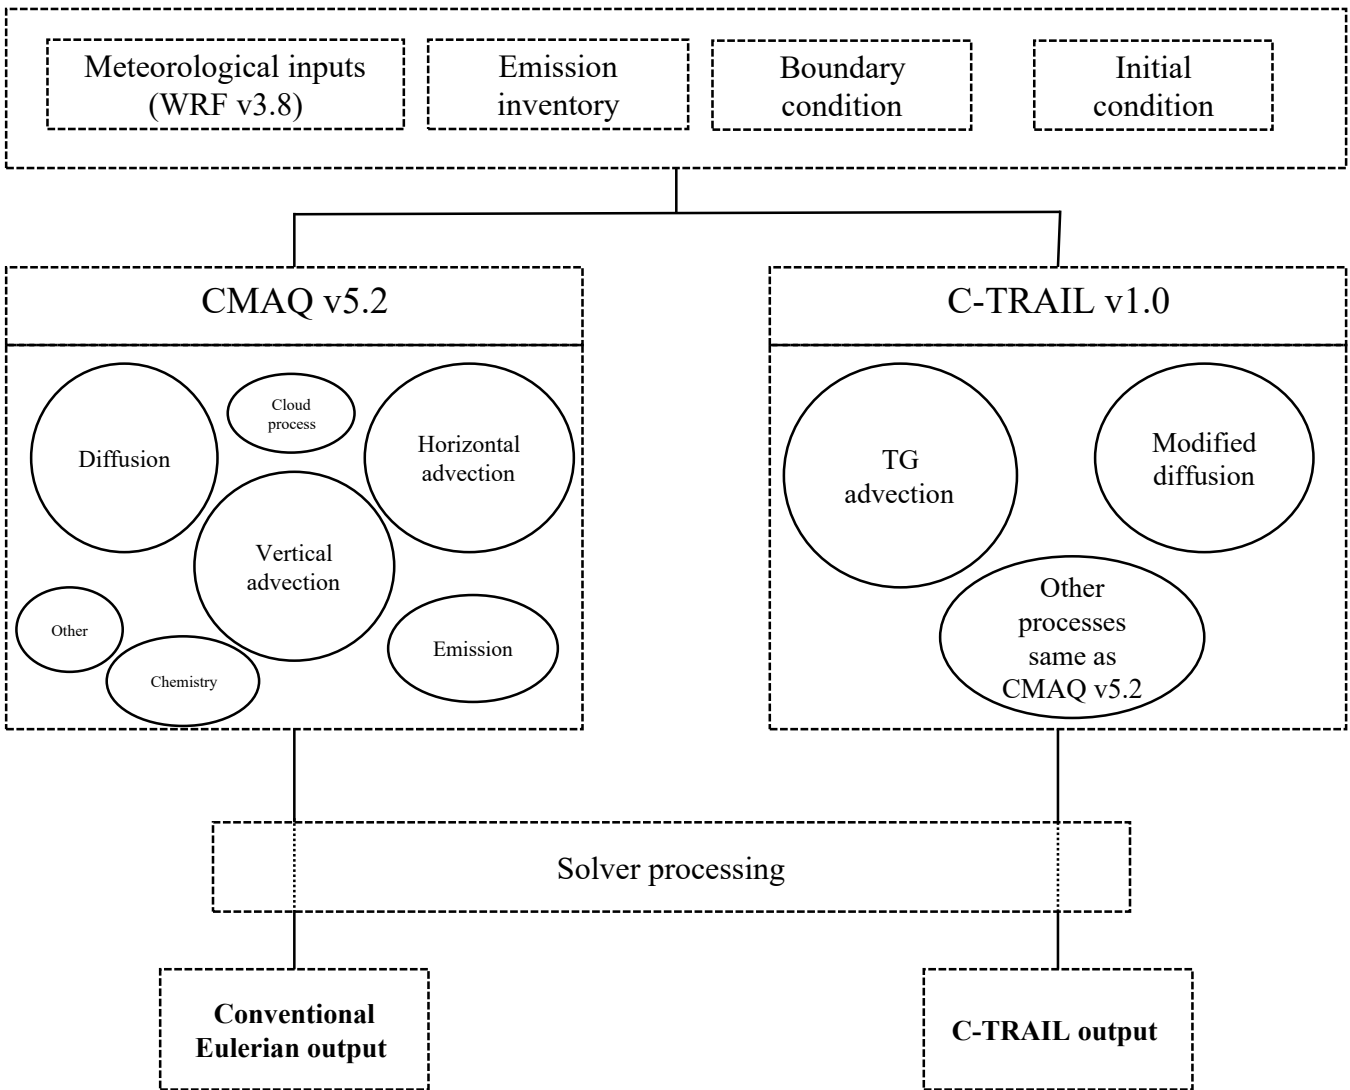 Meteorological inputs
(WRF v3.8)
Emission
inventory
Boundary
condition
Initial
condition
CMAQ v5.2
Diffusion
Cloud
process
Horizontal
advection
Vertical
advection
Other
Chemistry
Emission
C-TRAIL v1.0
TG
advection
Modified
diffusion
Other
processes
same as
CMAQ v5.2
Solver processing
Conventional
Eulerian output
C-TRAIL output